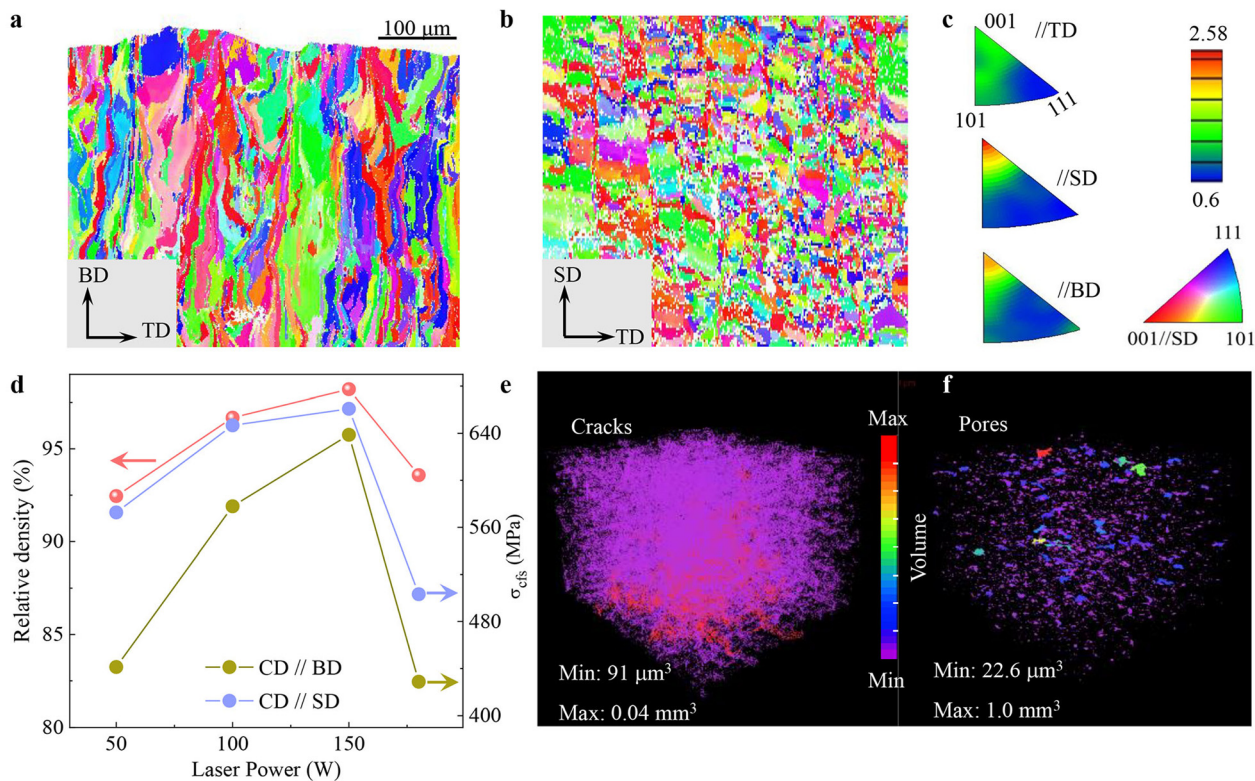 a
100 μm
BD
TD
b
SD
TD
c
001
//TD
111
101
//SD
//BD
2.58
0.6
111
001//SD
101
d
Relative density (%)
95
90
85
80
50
100
150
Laser Power (W)
CD // BD
CD // SD
640
560
480
400
σcfs (MPa)
e
Cracks
Min: 91 μm³
Max: 0.04 mm³
Max
Min
Volume
f
Pores
Min: 22.6 μm³
Max: 1.0 mm³